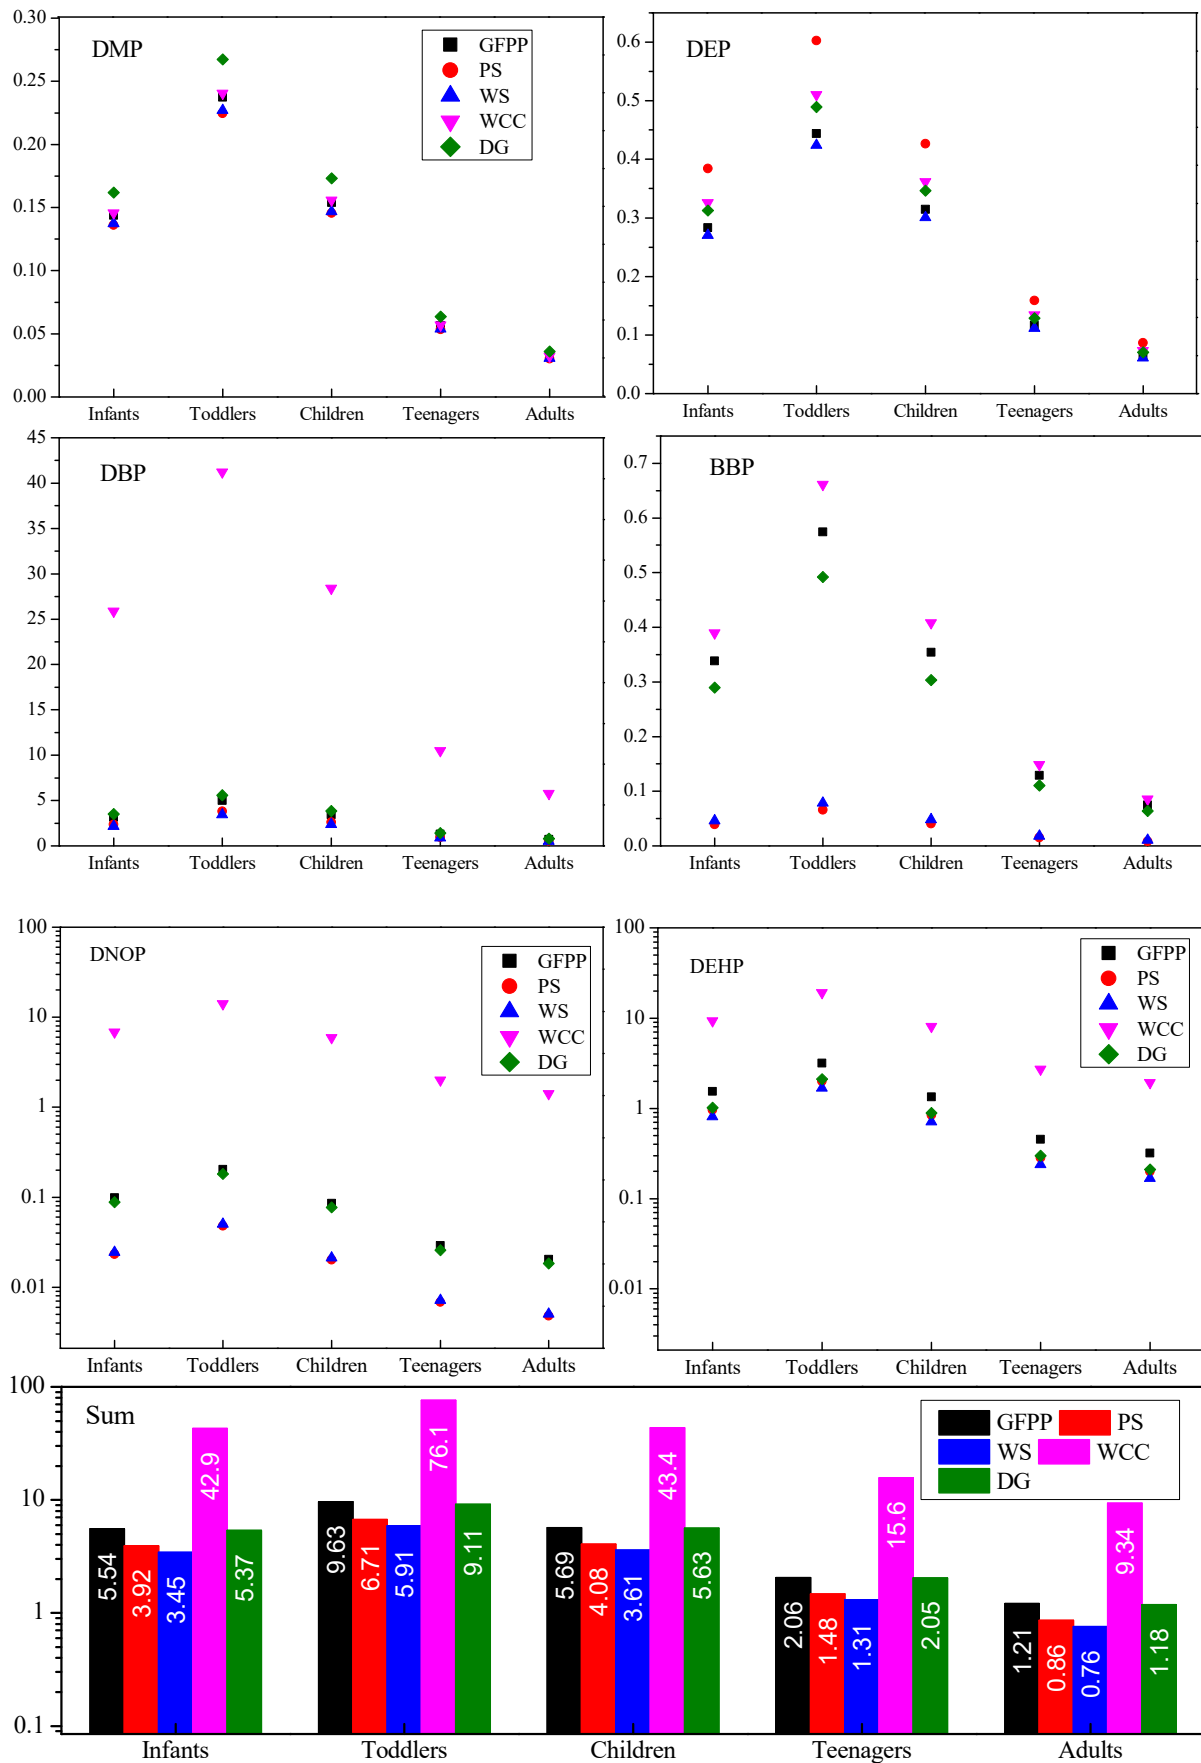 DMP
GFPP
PS
WS
WCC
DG
0.30
0.25
0.20
0.15
0.10
0.05
0.00
Infants Toddlers Children Teenagers Adults
DEP
0.6
0.5
0.4
0.3
0.2
0.1
0.0
Infants Toddlers Children Teenagers Adults
DBP
45
40
35
30
25
20
15
10
5
0
Infants Toddlers Children Teenagers Adults
BBP
0.7
0.6
0.5
0.4
0.3
0.2
0.1
0.0
Infants Toddlers Children Teenagers Adults
DNOP
GFPP
PS
WS
WCC
DG
100
10
1
0.1
0.01
Infants Toddlers Children Teenagers Adults
DEHP
GFPP
PS
WS
WCC
DG
100
10
1
0.1
0.01
Infants Toddlers Children Teenagers Adults
Sum
GFPP PS
WS WCC
DG
100
10
1
0.1
5.54 3.92 3.45 42.9 5.37
9.63 6.71 5.91 76.1 9.11
5.69 4.08 3.61 43.4 5.63
2.06 1.48 1.31 15.6 2.05
1.21 0.86 0.76 9.34 1.18
Infants Toddlers Children Teenagers Adults